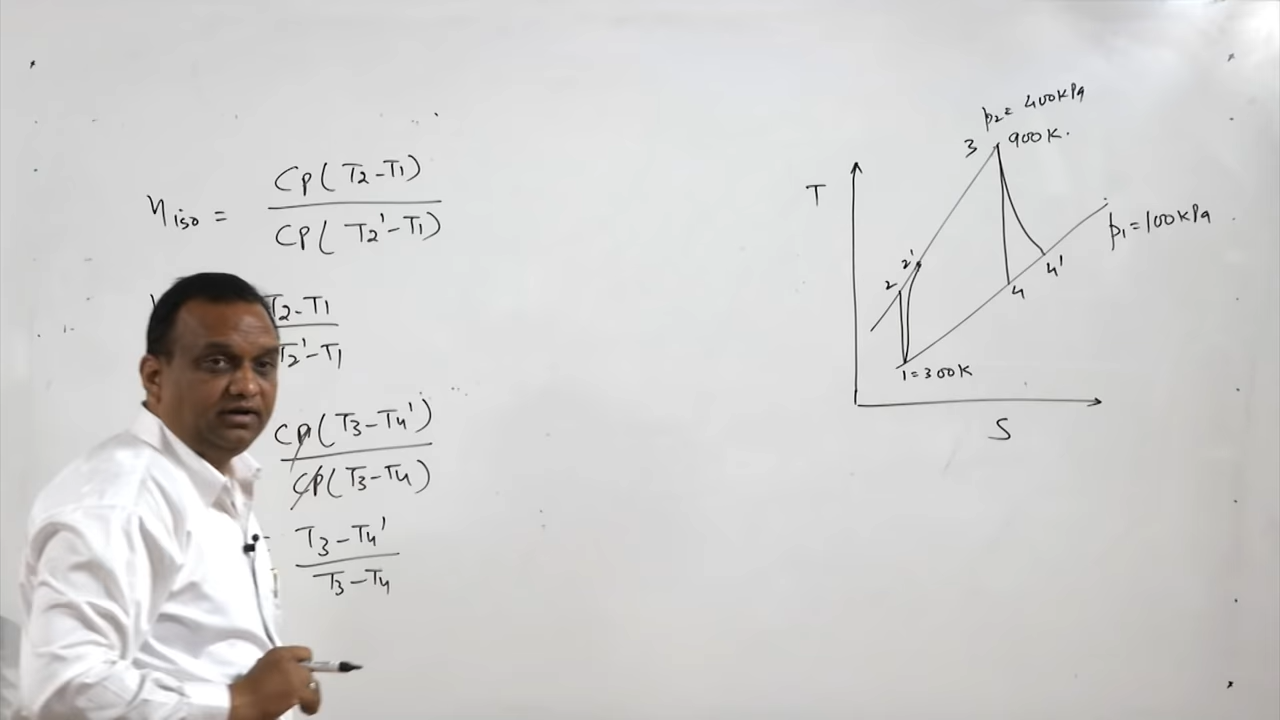 η iso = Cp( T2-T1)
Cp( T2'-T1)
T2-T1
T2'-T1
Cp( T3-T4')
Cp( T3-T4)
T3-T4'
T3-T4
p2= 400kPa
3 900K.
T
p1=100kPa
2'
2
4'
4
1=300K
S